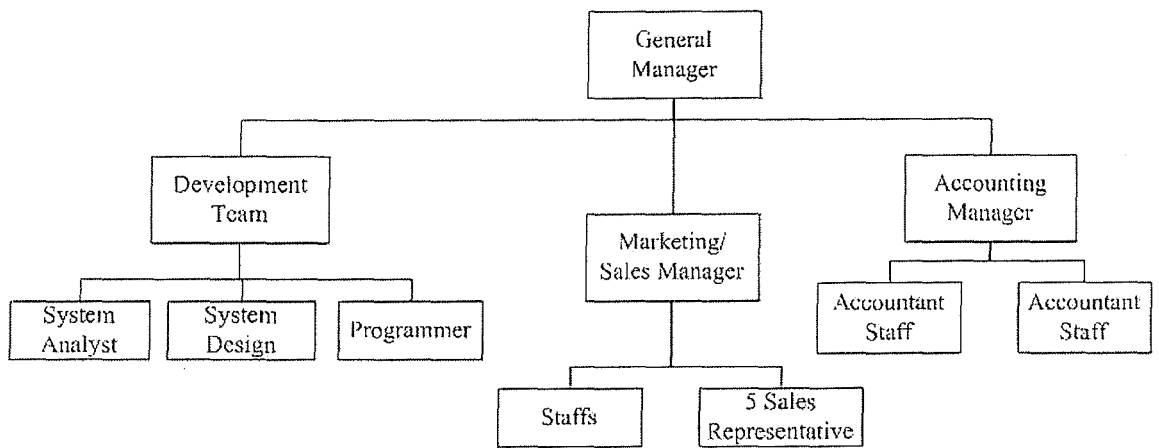 General
Manager
Development
Team
Accounting
Manager
Marketing/
Sales Manager
System
Analyst
System
Design
Programmer
Accountant
Staff
Accountant
Staff
Staffs
5 Sales
Representative